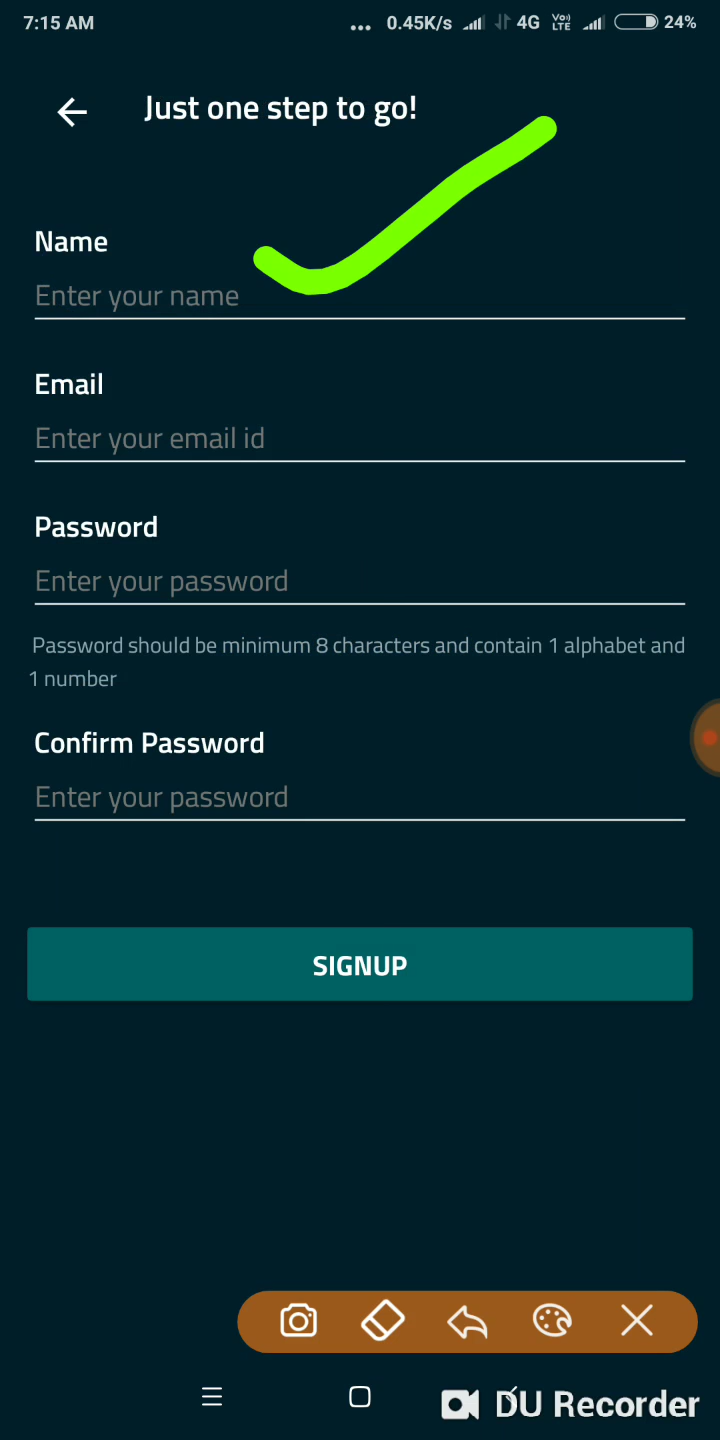 7:15 AM ... 0.45K/s 4G Vo)) LTE 24%
Just one step to go!
Name
Enter your name
Email
Enter your email id
Password
Enter your password
Password should be minimum 8 characters and contain 1 alphabet and
1 number
Confirm Password
Enter your password
SIGNUP
DU Recorder